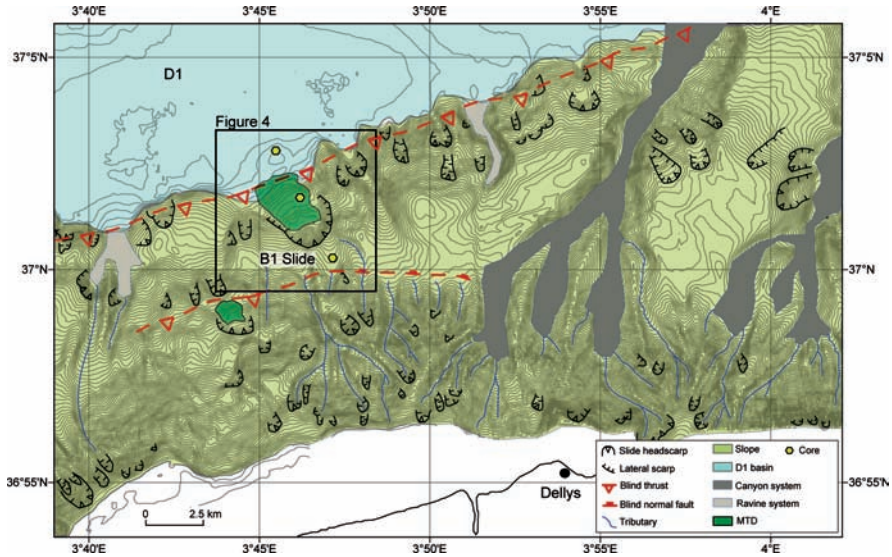 3°40'E 3°45'E 3°50'E 3°55'E 4°E
37°5'N 37°5'N
D1
Figure 4
37°N 37°N
B1 Slide
36°55'N 36°55'N
0 2.5 km
Dellys
Slide headscarp
Lateral scarp
Blind thrust
Blind normal fault
Tributary
Slope
D1 basin
Canyon system
Ravine system
MTD
Core
3°40'E 3°45'E 3°50'E 3°55'E 4°E